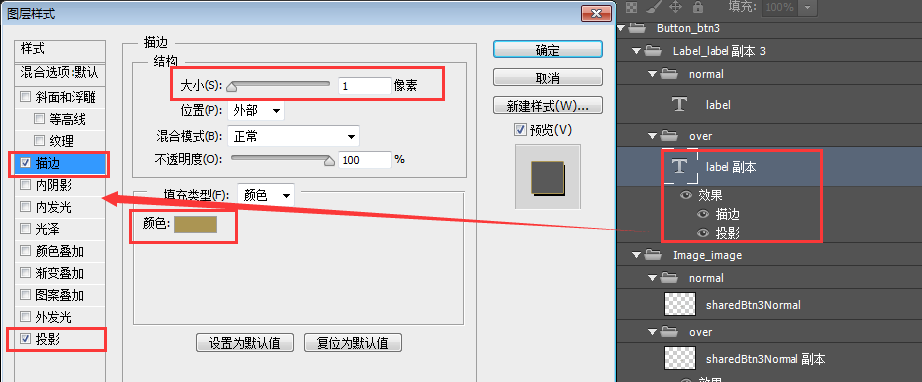 图层样式
样式
混合选项:默认
斜面和浮雕
等高线
纹理
描边
内阴影
内发光
光泽
颜色叠加
渐变叠加
图案叠加
外发光
投影
描边
结构
大小(S):
1
像素
位置(P):
外部
混合模式(B):
正常
不透明度(O):
100
%
填充类型(F):
颜色
颜色:
设置为默认值
复位为默认值
确定
取消
新建样式(W)...
预览(V)
填充:
100%
Button_btn3
Label_label 副本 3
normal
T
label
over
T
label 副本
效果
描边
投影
Image_image
normal
sharedBtn3Normal
over
sharedBtn3Normal 副本
效果